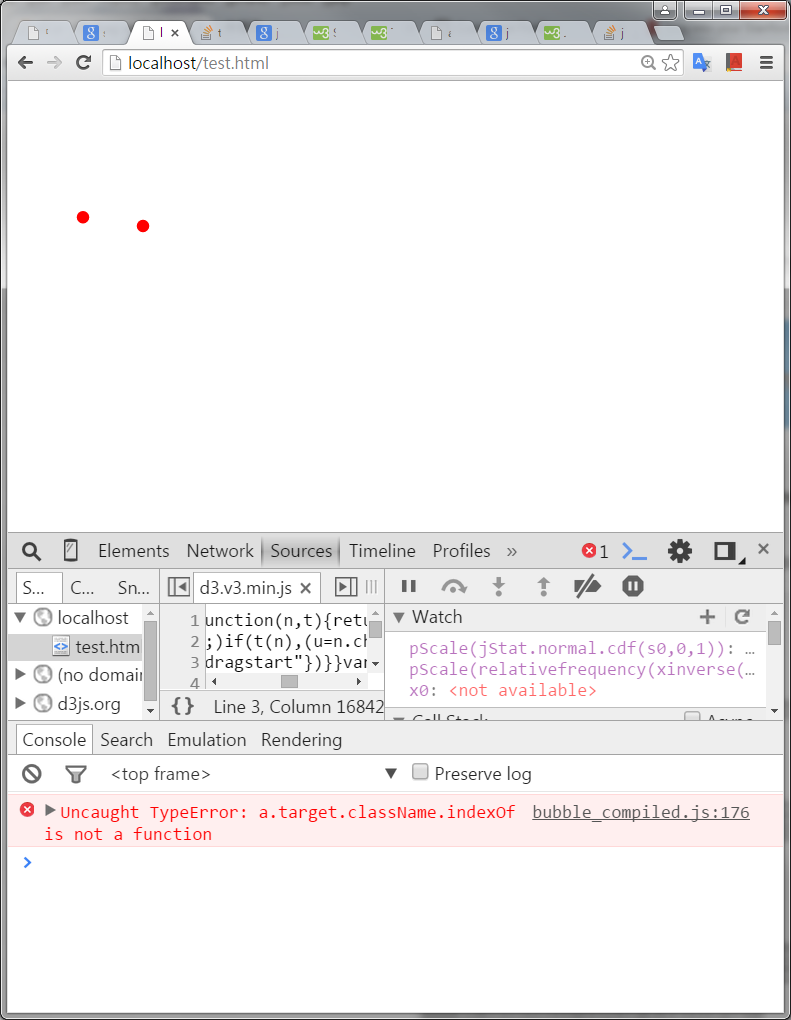 localhost/test.html
Elements Network Sources Timeline Profiles »
1
S... C... Sn... d3.v3.min.js
localhost
test.htm
(no domain
d3js.org
1 unction(n,t){retu
2 ;)if(t(n),(u=n.ch
3 dragstart"})}}var
4
{} Line 3, Column 16842
Watch
pScale(jStat.normal.cdf(s0,0,1)): …
pScale(relativefrequency(xinverse(…
x0: <not available>
Call Stack Async
Console Search Emulation Rendering
<top frame> Preserve log
Uncaught TypeError: a.target.className.indexOf bubble_compiled.js:176
is not a function